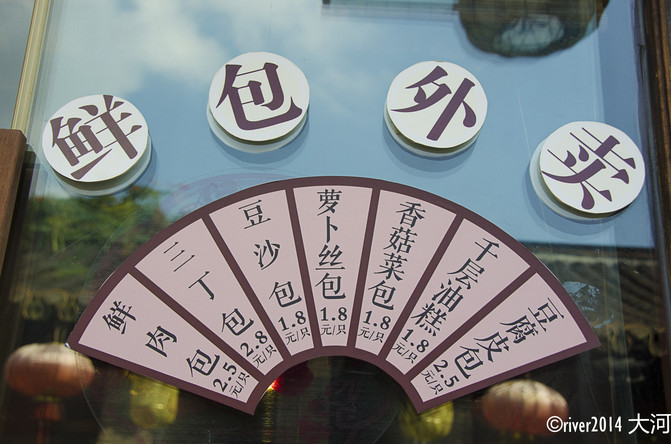 鲜包外卖
鲜肉包 2.5元/只
三丁包 2.8元/只
豆沙包 1.8元/只
萝卜丝包 1.8元/只
香菇菜包 1.8元/只
千层油糕 1.8元/只
豆腐皮包 2.5元/只
©river2014 大河